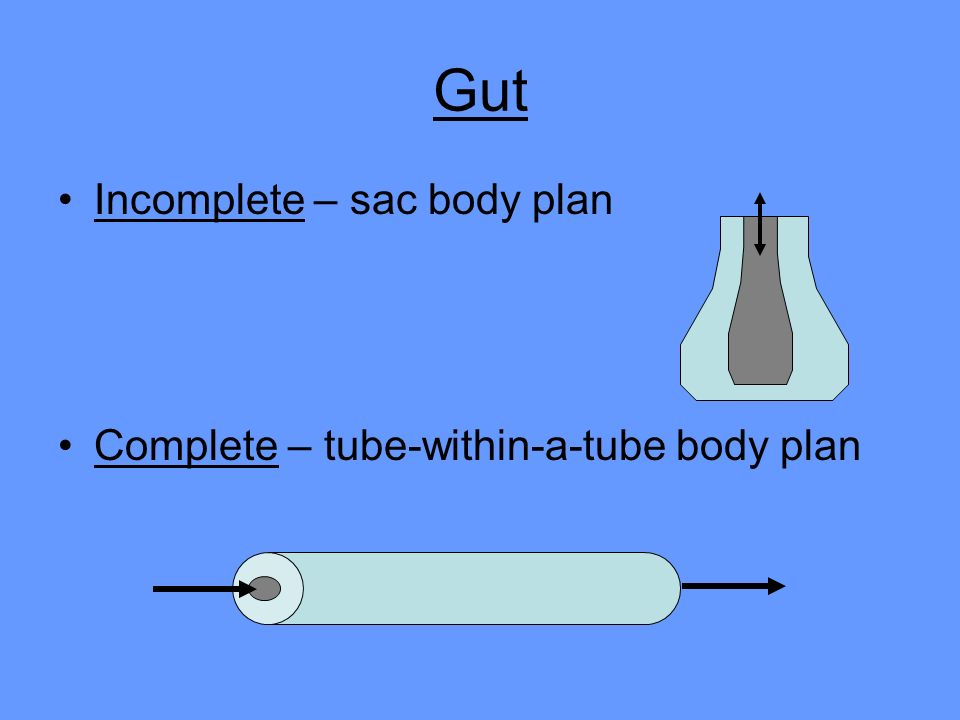 Gut
• Incomplete – sac body plan
• Complete – tube-within-a-tube body plan